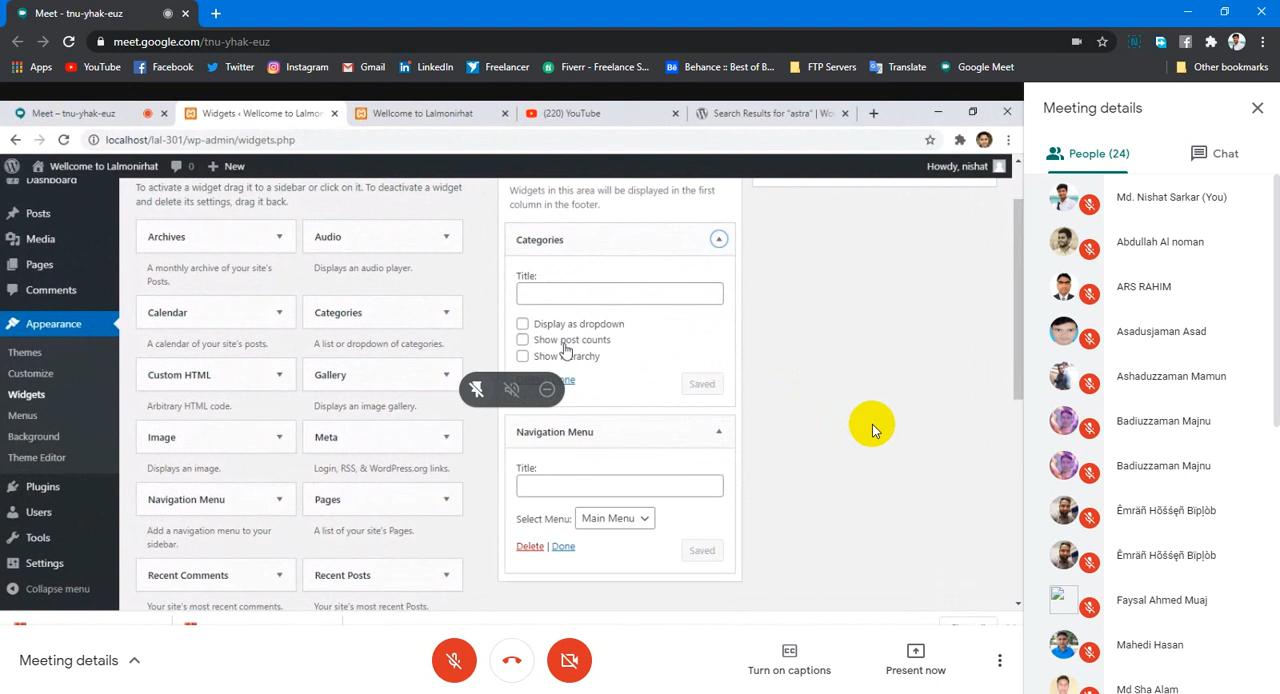 Meet - tnu-yhak-euz
meet.google.com/tnu-yhak-euz
Apps YouTube Facebook Twitter Instagram Gmail LinkedIn Freelancer Fiverr - Freelance S... Behance :: Best of B... FTP Servers Translate Google Meet Other bookmarks
Meet – tnu-yhak-euz Widgets ‹ Wellcome to Lalmo Welcome to Lalmonirhat (220) YouTube Search Results for "astra" | Wo
localhost/lal-301/wp-admin/widgets.php
Wellcome to Lalmonirhat 0 New Howdy, nishat
Dashboard
Posts
Media
Pages
Comments
Appearance
Themes
Customize
Widgets
Menus
Background
Theme Editor
Plugins
Users
Tools
Settings
Collapse menu
To activate a widget drag it to a sidebar or click on it. To deactivate a widget
and delete its settings, drag it back.
Archives
A monthly archive of your site's
Posts.
Audio
Displays an audio player.
Calendar
A calendar of your site's posts.
Categories
A list or dropdown of categories.
Custom HTML
Arbitrary HTML code.
Gallery
Displays an image gallery.
Image
Displays an image.
Meta
Login, RSS, & WordPress.org links.
Navigation Menu
Add a navigation menu to your
sidebar.
Pages
A list of your site's Pages.
Recent Comments
Your site's most recent comments.
Recent Posts
Your site's most recent Posts.
Widgets in this area will be displayed in the first
column in the footer.
Categories
Title:
Display as dropdown
Show post counts
Show
Saved
Navigation Menu
Title:
Select Menu: Main Menu
Delete | Done
Saved
Meeting details
People (24) Chat
Md. Nishat Sarkar (You)
Abdullah Al noman
ARS RAHIM
Asadusjaman Asad
Ashaduzzaman Mamun
Badiuzzaman Majnu
Badiuzzaman Majnu
Êmräñ Hõššęñ Bïpļòb
Êmräñ Hõššęñ Bïpļòb
Faysal Ahmed Muaj
Mahedi Hasan
Md Sha Alam
Meeting details
Turn on captions
Present now